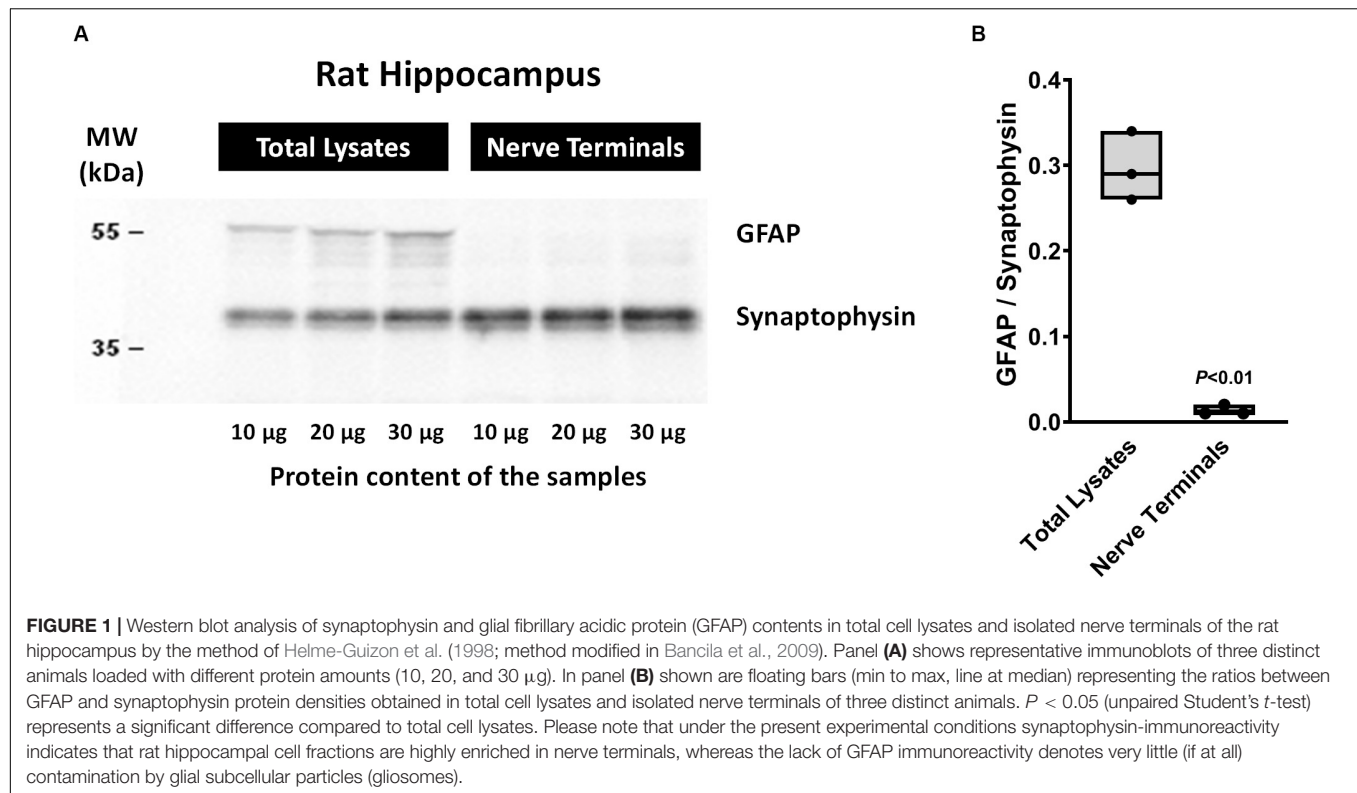 A
Rat Hippocampus
MW
(kDa)
Total Lysates
Nerve Terminals
55 –
GFAP
Synaptophysin
35 –
10 µg 20 µg 30 µg 10 µg 20 µg 30 µg
Protein content of the samples
B
GFAP / Synaptophysin
0.4
0.3
0.2
0.1
0.0
P<0.01
Total Lysates
Nerve Terminals
FIGURE 1 | Western blot analysis of synaptophysin and glial fibrillary acidic protein (GFAP) contents in total cell lysates and isolated nerve terminals of the rat
hippocampus by the method of Helme-Guizon et al. (1998; method modified in Bancila et al., 2009). Panel (A) shows representative immunoblots of three distinct
animals loaded with different protein amounts (10, 20, and 30 µg). In panel (B) shown are floating bars (min to max, line at median) representing the ratios between
GFAP and synaptophysin protein densities obtained in total cell lysates and isolated nerve terminals of three distinct animals. P < 0.05 (unpaired Student's t-test)
represents a significant difference compared to total cell lysates. Please note that under the present experimental conditions synaptophysin-immunoreactivity
indicates that rat hippocampal cell fractions are highly enriched in nerve terminals, whereas the lack of GFAP immunoreactivity denotes very little (if at all)
contamination by glial subcellular particles (gliosomes).